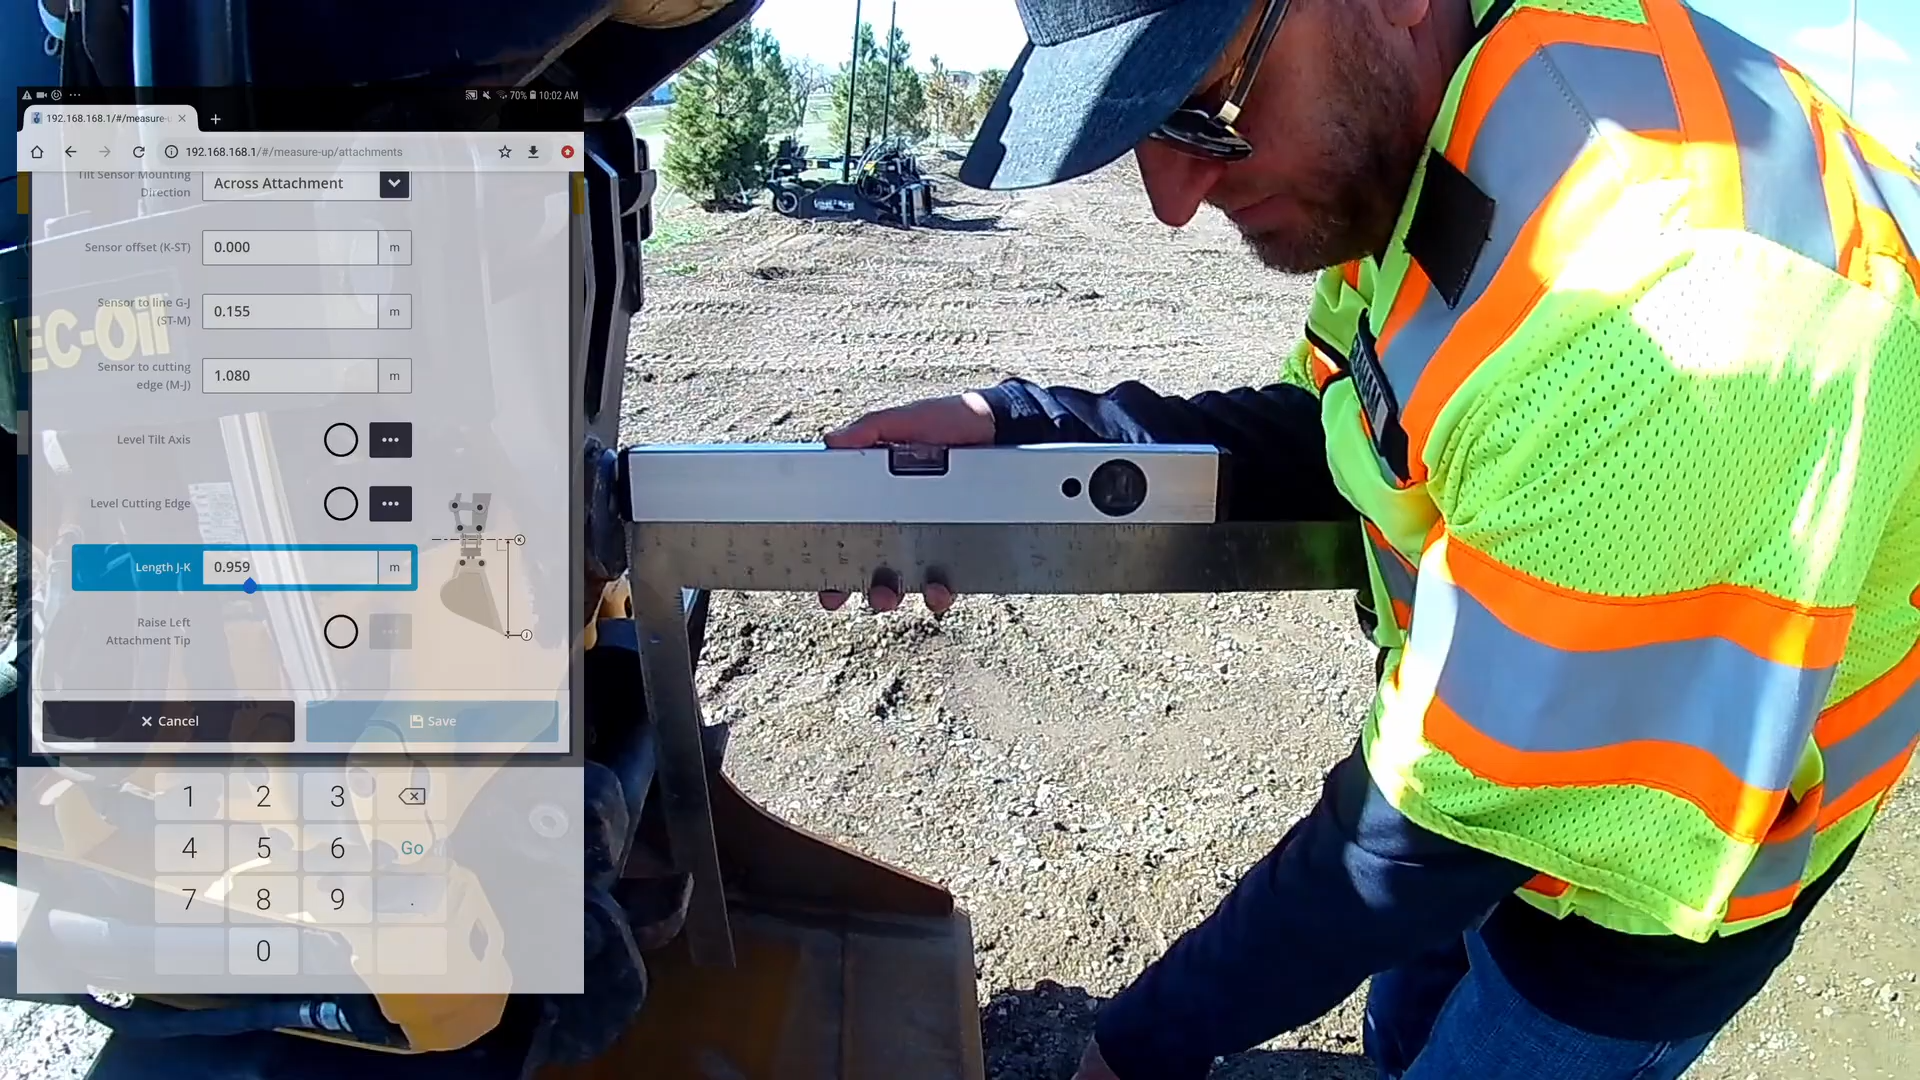 70% 10:02 AM
192.168.168.1/#/measure-u
192.168.168.1/#/measure-up/attachments
Tilt Sensor Mounting
Direction
Across Attachment
Sensor offset (K-ST)
0.000
m
Sensor to line G-J
(ST-M)
0.155
m
EC-Oil
Sensor to cutting
edge (M-J)
1.080
m
Level Tilt Axis
Level Cutting Edge
Length J-K
0.959
m
K
J
Raise Left
Attachment Tip
Cancel
Save
1 2 3
4 5 6 Go
7 8 9 .
0